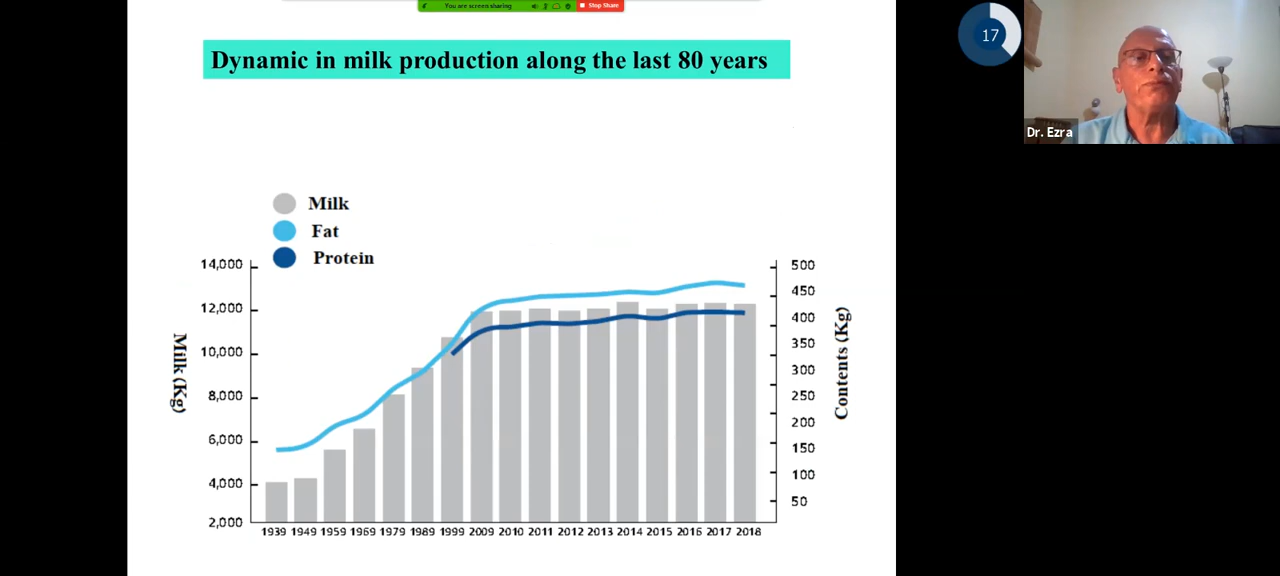 You are screen sharing
Stop Share
17
Dr. Ezra
Dynamic in milk production along the last 80 years
Milk
Fat
Protein
14,000
12,000
10,000
8,000
6,000
4,000
2,000
Milk (Kg)
500
450
400
350
300
250
200
150
100
50
Contents (Kg)
1939 1949 1959 1969 1979 1989 1999 2009 2010 2011 2012 2013 2014 2015 2016 2017 2018